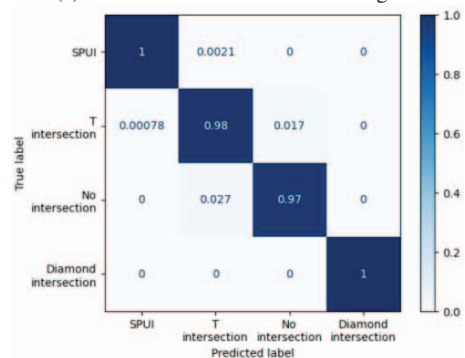 SPUI 1 0.0021 0 0
T
intersection 0.00078 0.98 0.017 0
No
intersection 0 0.027 0.97 0
Diamond
intersection 0 0 0 1
True label
SPUI T
intersection No
intersection Diamond
intersection
Predicted label
1.0
0.8
0.6
0.4
0.2
0.0